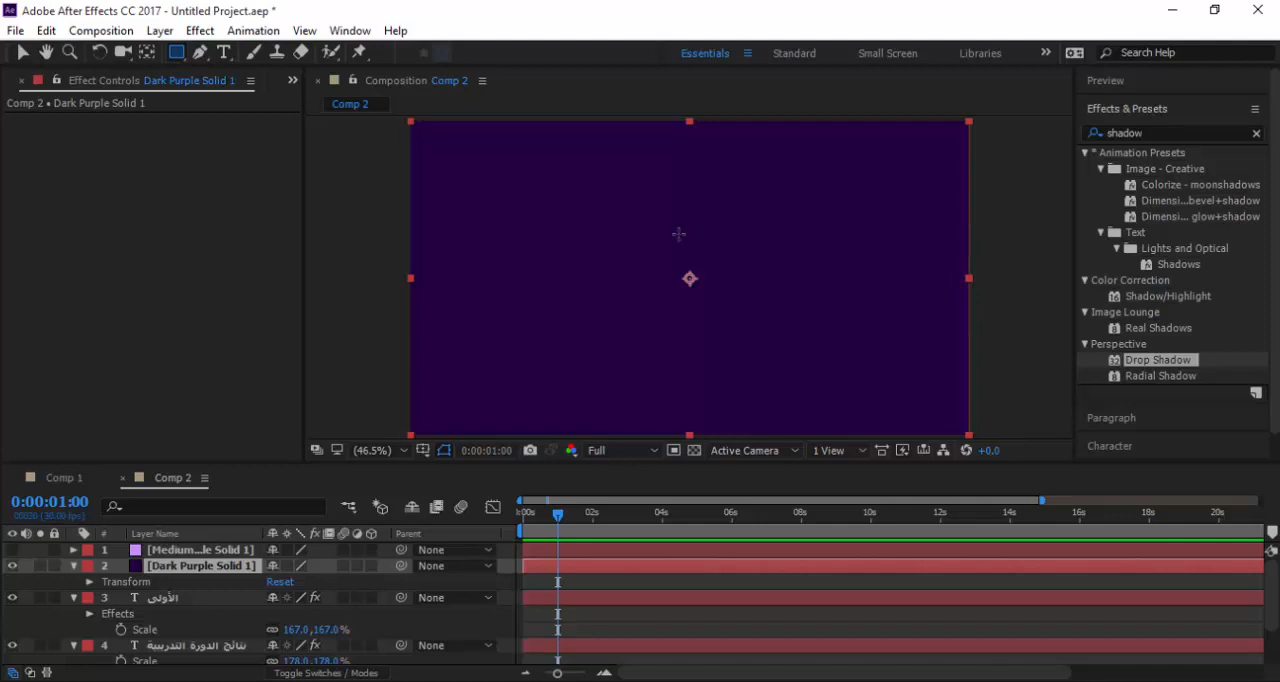 Ae Adobe After Effects CC 2017 - Untitled Project.aep *
File Edit Composition Layer Effect Animation View Window Help
Essentials Standard Small Screen Libraries Search Help
Effect Controls Dark Purple Solid 1
Composition Comp 2
Preview
Comp 2 • Dark Purple Solid 1
Comp 2
Effects & Presets
shadow
* Animation Presets
Image - Creative
Colorize - moonshadows
Dimensi...bevel+shadow
Dimensi... glow+shadow
Text
Lights and Optical
Shadows
Color Correction
Shadow/Highlight
Image Lounge
Real Shadows
Perspective
Drop Shadow
Radial Shadow
Paragraph
Character
(46.5%) 0:00:01:00 Full Active Camera 1 View +0.0
Comp 1 Comp 2
0:00:01:00
00030 (30.00 fps)
:00s 02s 04s 06s 08s 10s 12s 14s 16s 18s 20s
# Layer Name Parent
1 [Medium...le Solid 1] None
2 [Dark Purple Solid 1] None
Transform Reset
3 T الأولى fx None
Effects
Scale 167.0,167.0%
4 T نتائج الدورة التدريبية fx None
Scale 178.0,178.0%
Toggle Switches / Modes